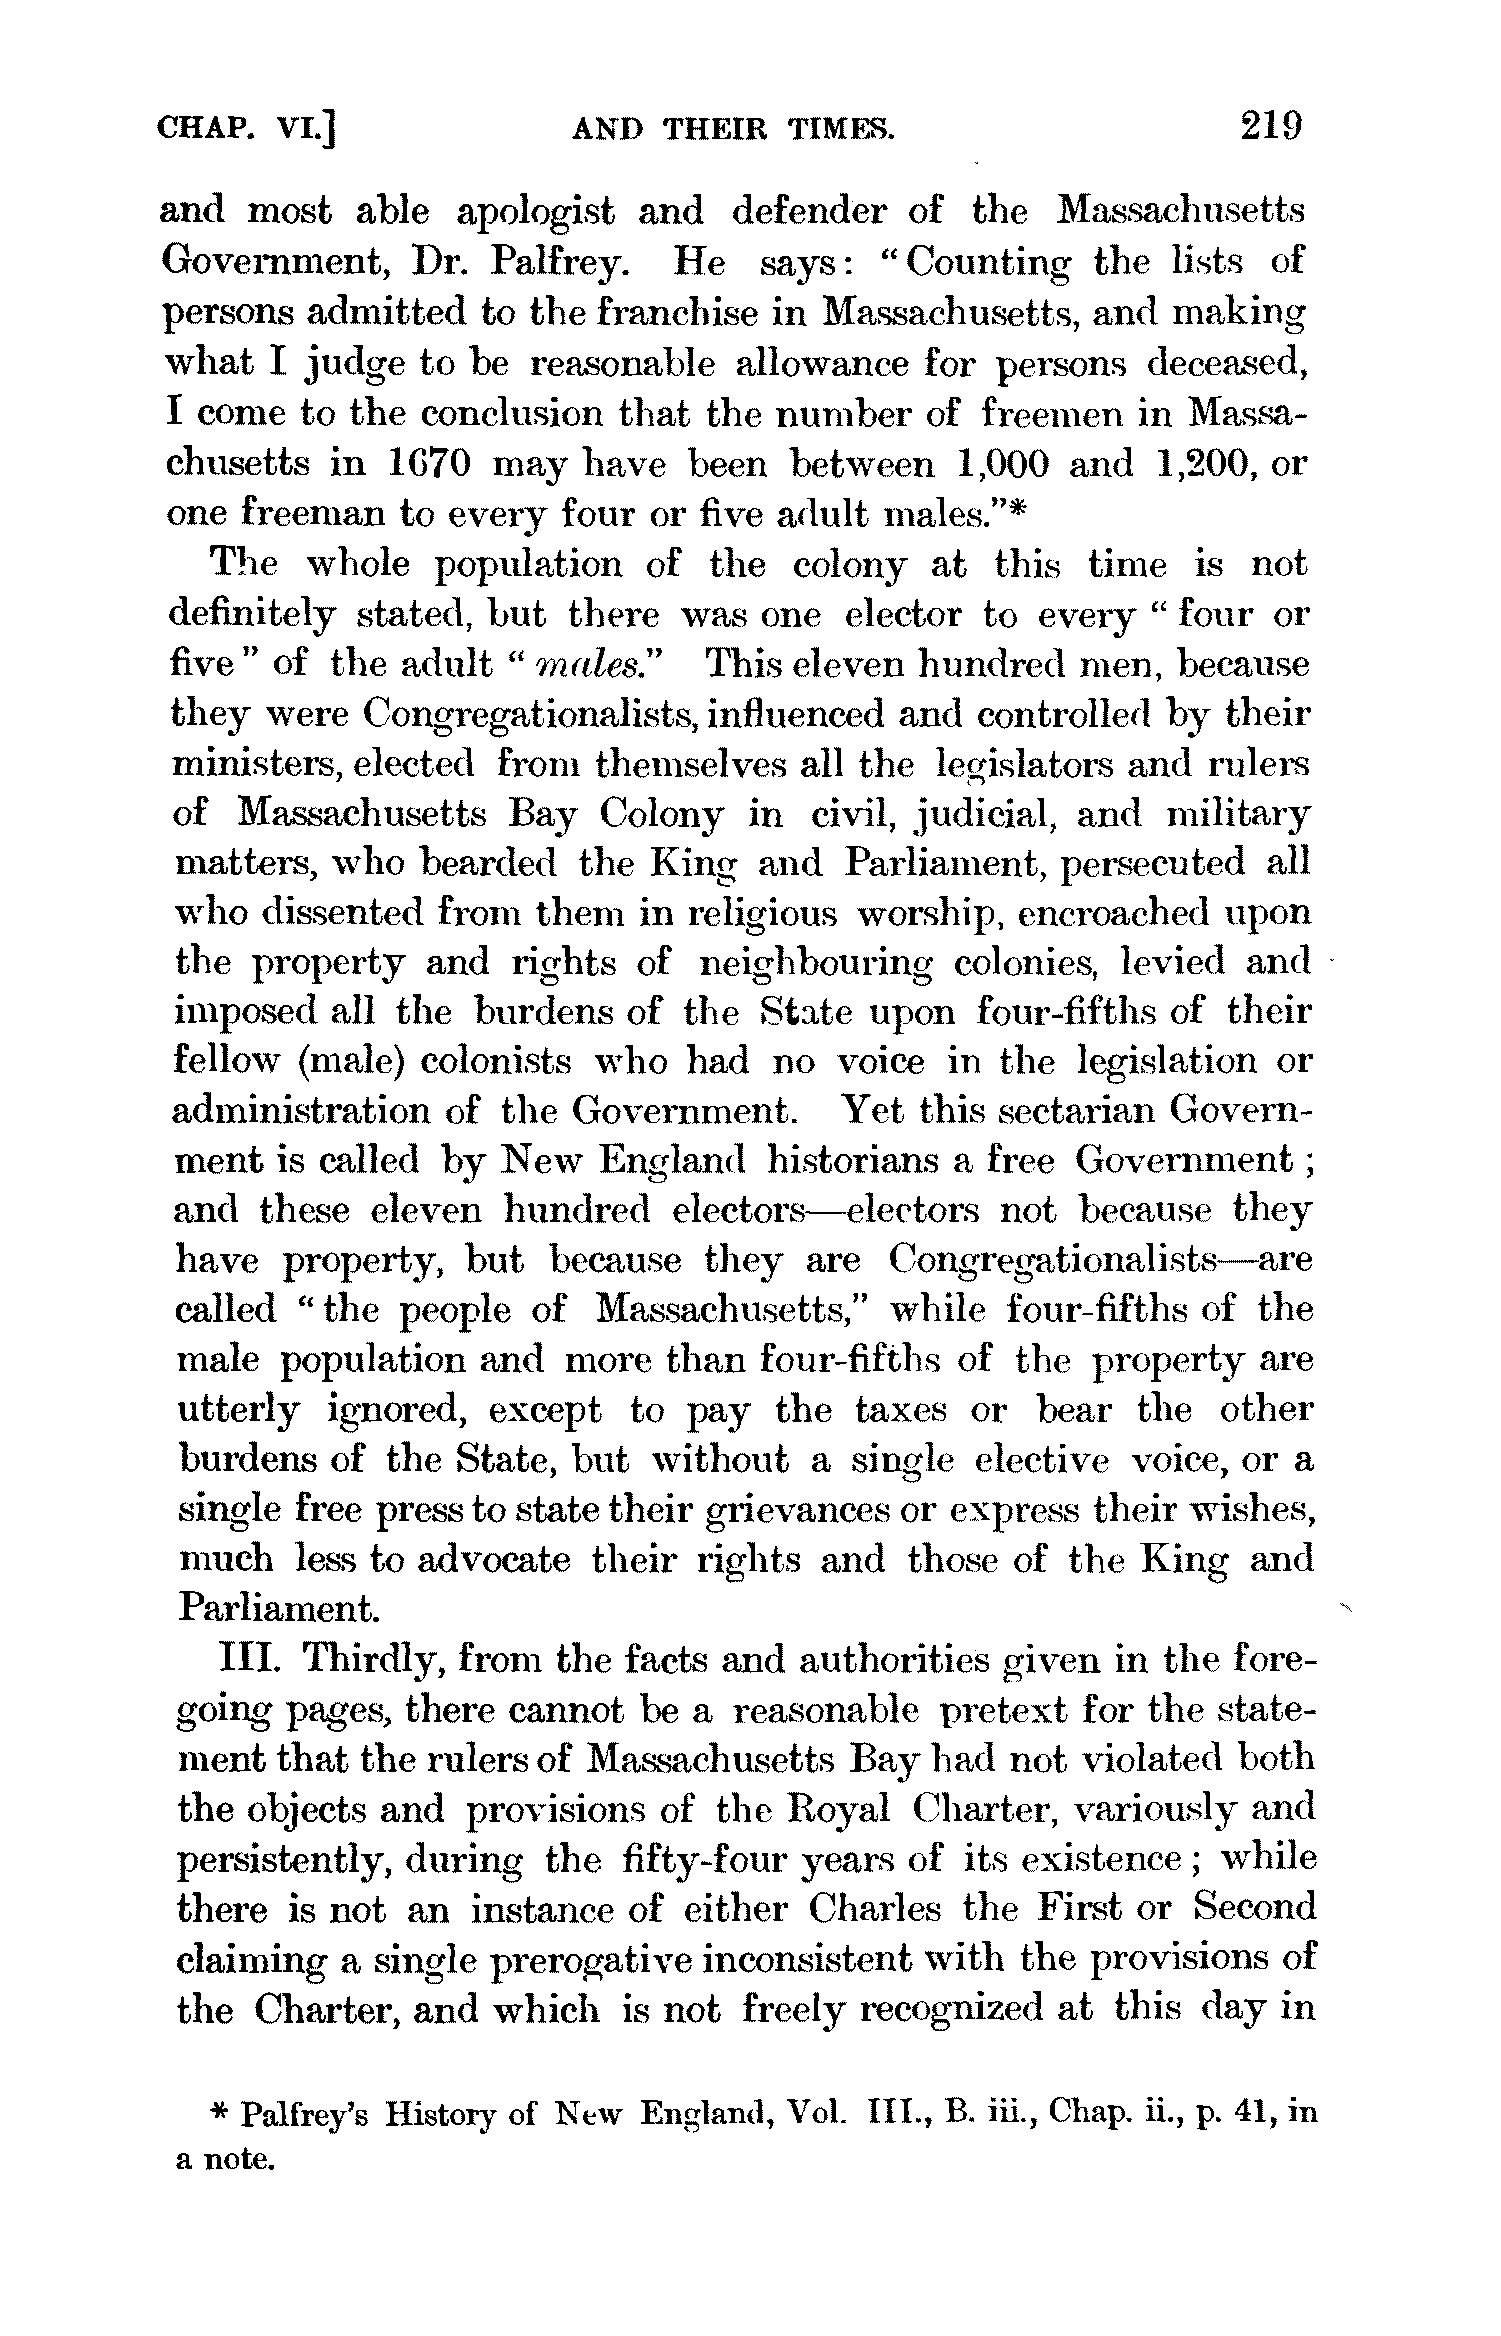 CHAP. VI.] AND THEIR TIMES. 219
and most able apologist and defender of the Massachusetts
Government, Dr. Palfrey. He says: "Counting the lists of
persons admitted to the franchise in Massachusetts, and making
what I judge to be reasonable allowance for persons deceased,
I come to the conclusion that the number of freemen in Massa-
chusetts in 1670 may have been between 1,000 and 1,200, or
one freeman to every four or five adult males."*
The whole population of the colony at this time is not
definitely stated, but there was one elector to every "four or
five" of the adult "males." This eleven hundred men, because
they were Congregationalists, influenced and controlled by their
ministers, elected from themselves all the legislators and rulers
of Massachusetts Bay Colony in civil, judicial, and military
matters, who bearded the King and Parliament, persecuted all
who dissented from them in religious worship, encroached upon
the property and rights of neighbouring colonies, levied and
imposed all the burdens of the State upon four-fifths of their
fellow (male) colonists who had no voice in the legislation or
administration of the Government. Yet this sectarian Govern-
ment is called by New England historians a free Government;
and these eleven hundred electors—electors not because they
have property, but because they are Congregationalists—are
called "the people of Massachusetts," while four-fifths of the
male population and more than four-fifths of the property are
utterly ignored, except to pay the taxes or bear the other
burdens of the State, but without a single elective voice, or a
single free press to state their grievances or express their wishes,
much less to advocate their rights and those of the King and
Parliament.
III. Thirdly, from the facts and authorities given in the fore-
going pages, there cannot be a reasonable pretext for the state-
ment that the rulers of Massachusetts Bay had not violated both
the objects and provisions of the Royal Charter, variously and
persistently, during the fifty-four years of its existence; while
there is not an instance of either Charles the First or Second
claiming a single prerogative inconsistent with the provisions of
the Charter, and which is not freely recognized at this day in
* Palfrey's History of New England, Vol. III., B. iii., Chap. ii., p. 41, in
a note.